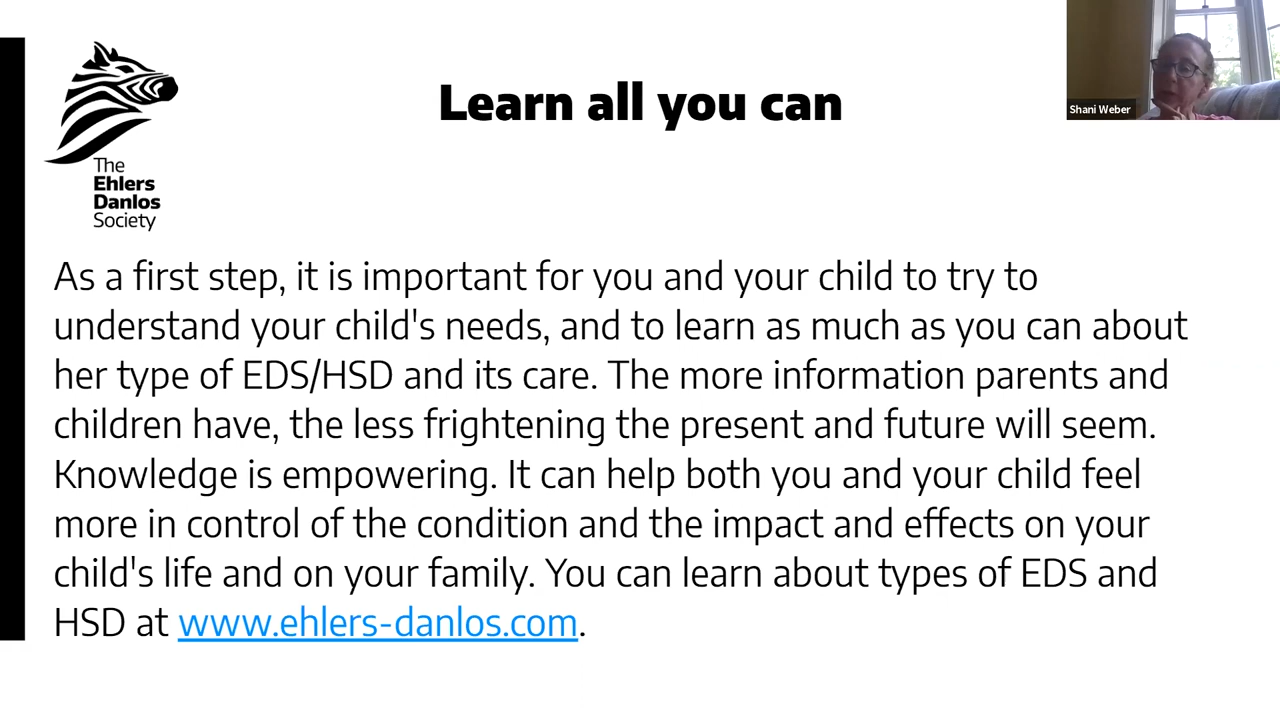 Learn all you can
Shani Weber
The
Ehlers
Danlos
Society
As a first step, it is important for you and your child to try to
understand your child's needs, and to learn as much as you can about
her type of EDS/HSD and its care. The more information parents and
children have, the less frightening the present and future will seem.
Knowledge is empowering. It can help both you and your child feel
more in control of the condition and the impact and effects on your
child's life and on your family. You can learn about types of EDS and
HSD at www.ehlers-danlos.com.